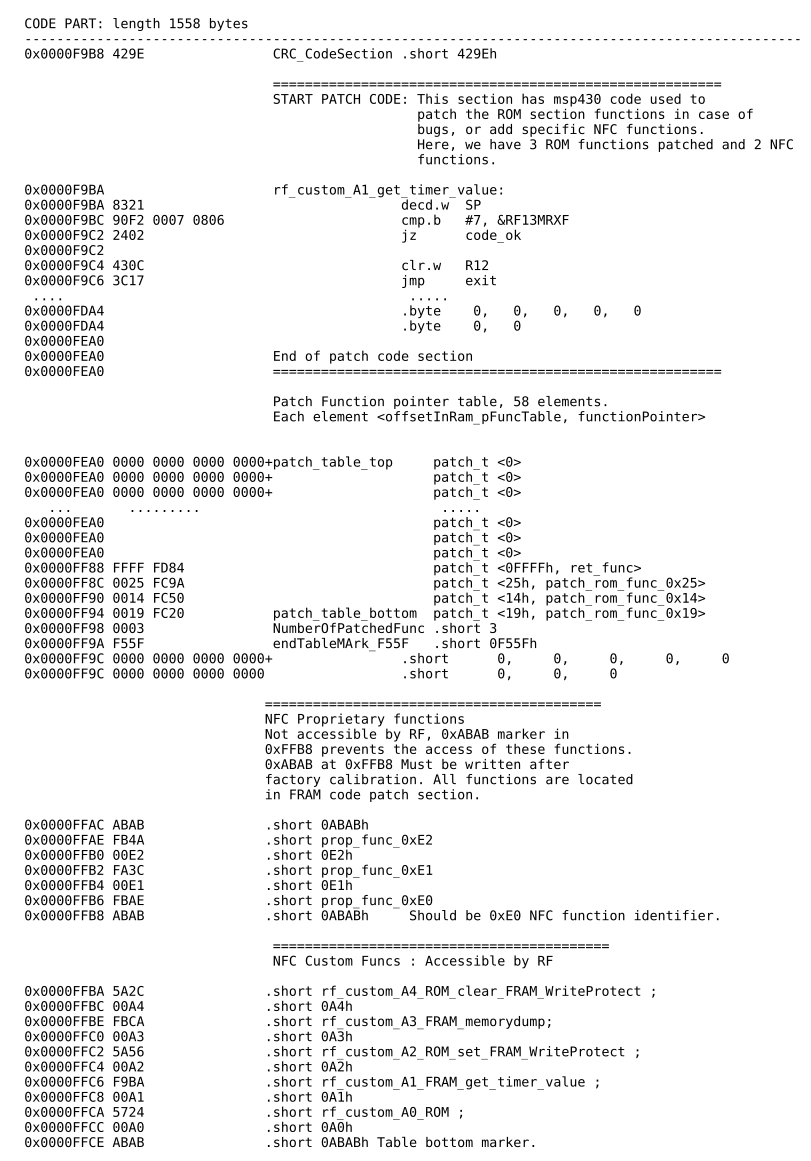 CODE PART: length 1558 bytes
--------------------------------------------------------------------------------------------------
0x0000F9B8 429E                CRC_CodeSection .short 429Eh
========================================================
START PATCH CODE: This section has msp430 code used to
patch the ROM section functions in case of
bugs, or add specific NFC functions.
Here, we have 3 ROM functions patched and 2 NFC
functions.
0x0000F9BA                     rf_custom_A1_get_timer_value:
0x0000F9BA 8321                                decd.w  SP
0x0000F9BC 90F2 0007 0806                      cmp.b   #7, &RF13MRXF
0x0000F9C2 2402                                jz      code_ok
0x0000F9C2
0x0000F9C4 430C                                clr.w   R12
0x0000F9C6 3C17                                jmp     exit
 ....                                           .....
0x0000FDA4                                     .byte    0,   0,   0,   0,   0
0x0000FDA4                                     .byte    0,   0
0x0000FEA0
0x0000FEA0                     End of patch code section
0x0000FEA0                     ========================================================
Patch Function pointer table, 58 elements.
Each element <offsetInRam_pFuncTable, functionPointer>
0x0000FEA0 0000 0000 0000 0000+patch_table_top     patch_t <0>
0x0000FEA0 0000 0000 0000 0000+                    patch_t <0>
0x0000FEA0 0000 0000 0000 0000+                    patch_t <0>
   ...       .........                              .....
0x0000FEA0                                         patch_t <0>
0x0000FEA0                                         patch_t <0>
0x0000FEA0                                         patch_t <0>
0x0000FF88 FFFF FD84                               patch_t <0FFFFh, ret_func>
0x0000FF8C 0025 FC9A                               patch_t <25h, patch_rom_func_0x25>
0x0000FF90 0014 FC50                               patch_t <14h, patch_rom_func_0x14>
0x0000FF94 0019 FC20           patch_table_bottom  patch_t <19h, patch_rom_func_0x19>
0x0000FF98 0003                NumberOfPatchedFunc .short 3
0x0000FF9A F55F                endTableMArk_F55F   .short 0F55Fh
0x0000FF9C 0000 0000 0000 0000+                .short      0,     0,     0,     0,     0
0x0000FF9C 0000 0000 0000 0000                 .short      0,     0,     0
==========================================
NFC Proprietary functions
Not accessible by RF, 0xABAB marker in
0xFFB8 prevents the access of these functions.
0xABAB at 0xFFB8 Must be written after
factory calibration. All functions are located
in FRAM code patch section.
0x0000FFAC ABAB               .short 0ABABh
0x0000FFAE FB4A               .short prop_func_0xE2
0x0000FFB0 00E2               .short 0E2h
0x0000FFB2 FA3C               .short prop_func_0xE1
0x0000FFB4 00E1               .short 0E1h
0x0000FFB6 FBAE               .short prop_func_0xE0
0x0000FFB8 ABAB               .short 0ABABh     Should be 0xE0 NFC function identifier.
==========================================
NFC Custom Funcs : Accessible by RF
0x0000FFBA 5A2C               .short rf_custom_A4_ROM_clear_FRAM_WriteProtect ;
0x0000FFBC 00A4               .short 0A4h
0x0000FFBE FBCA               .short rf_custom_A3_FRAM_memorydump;
0x0000FFC0 00A3               .short 0A3h
0x0000FFC2 5A56               .short rf_custom_A2_ROM_set_FRAM_WriteProtect ;
0x0000FFC4 00A2               .short 0A2h
0x0000FFC6 F9BA               .short rf_custom_A1_FRAM_get_timer_value ;
0x0000FFC8 00A1               .short 0A1h
0x0000FFCA 5724               .short rf_custom_A0_ROM ;
0x0000FFCC 00A0               .short 0A0h
0x0000FFCE ABAB               .short 0ABABh Table bottom marker.